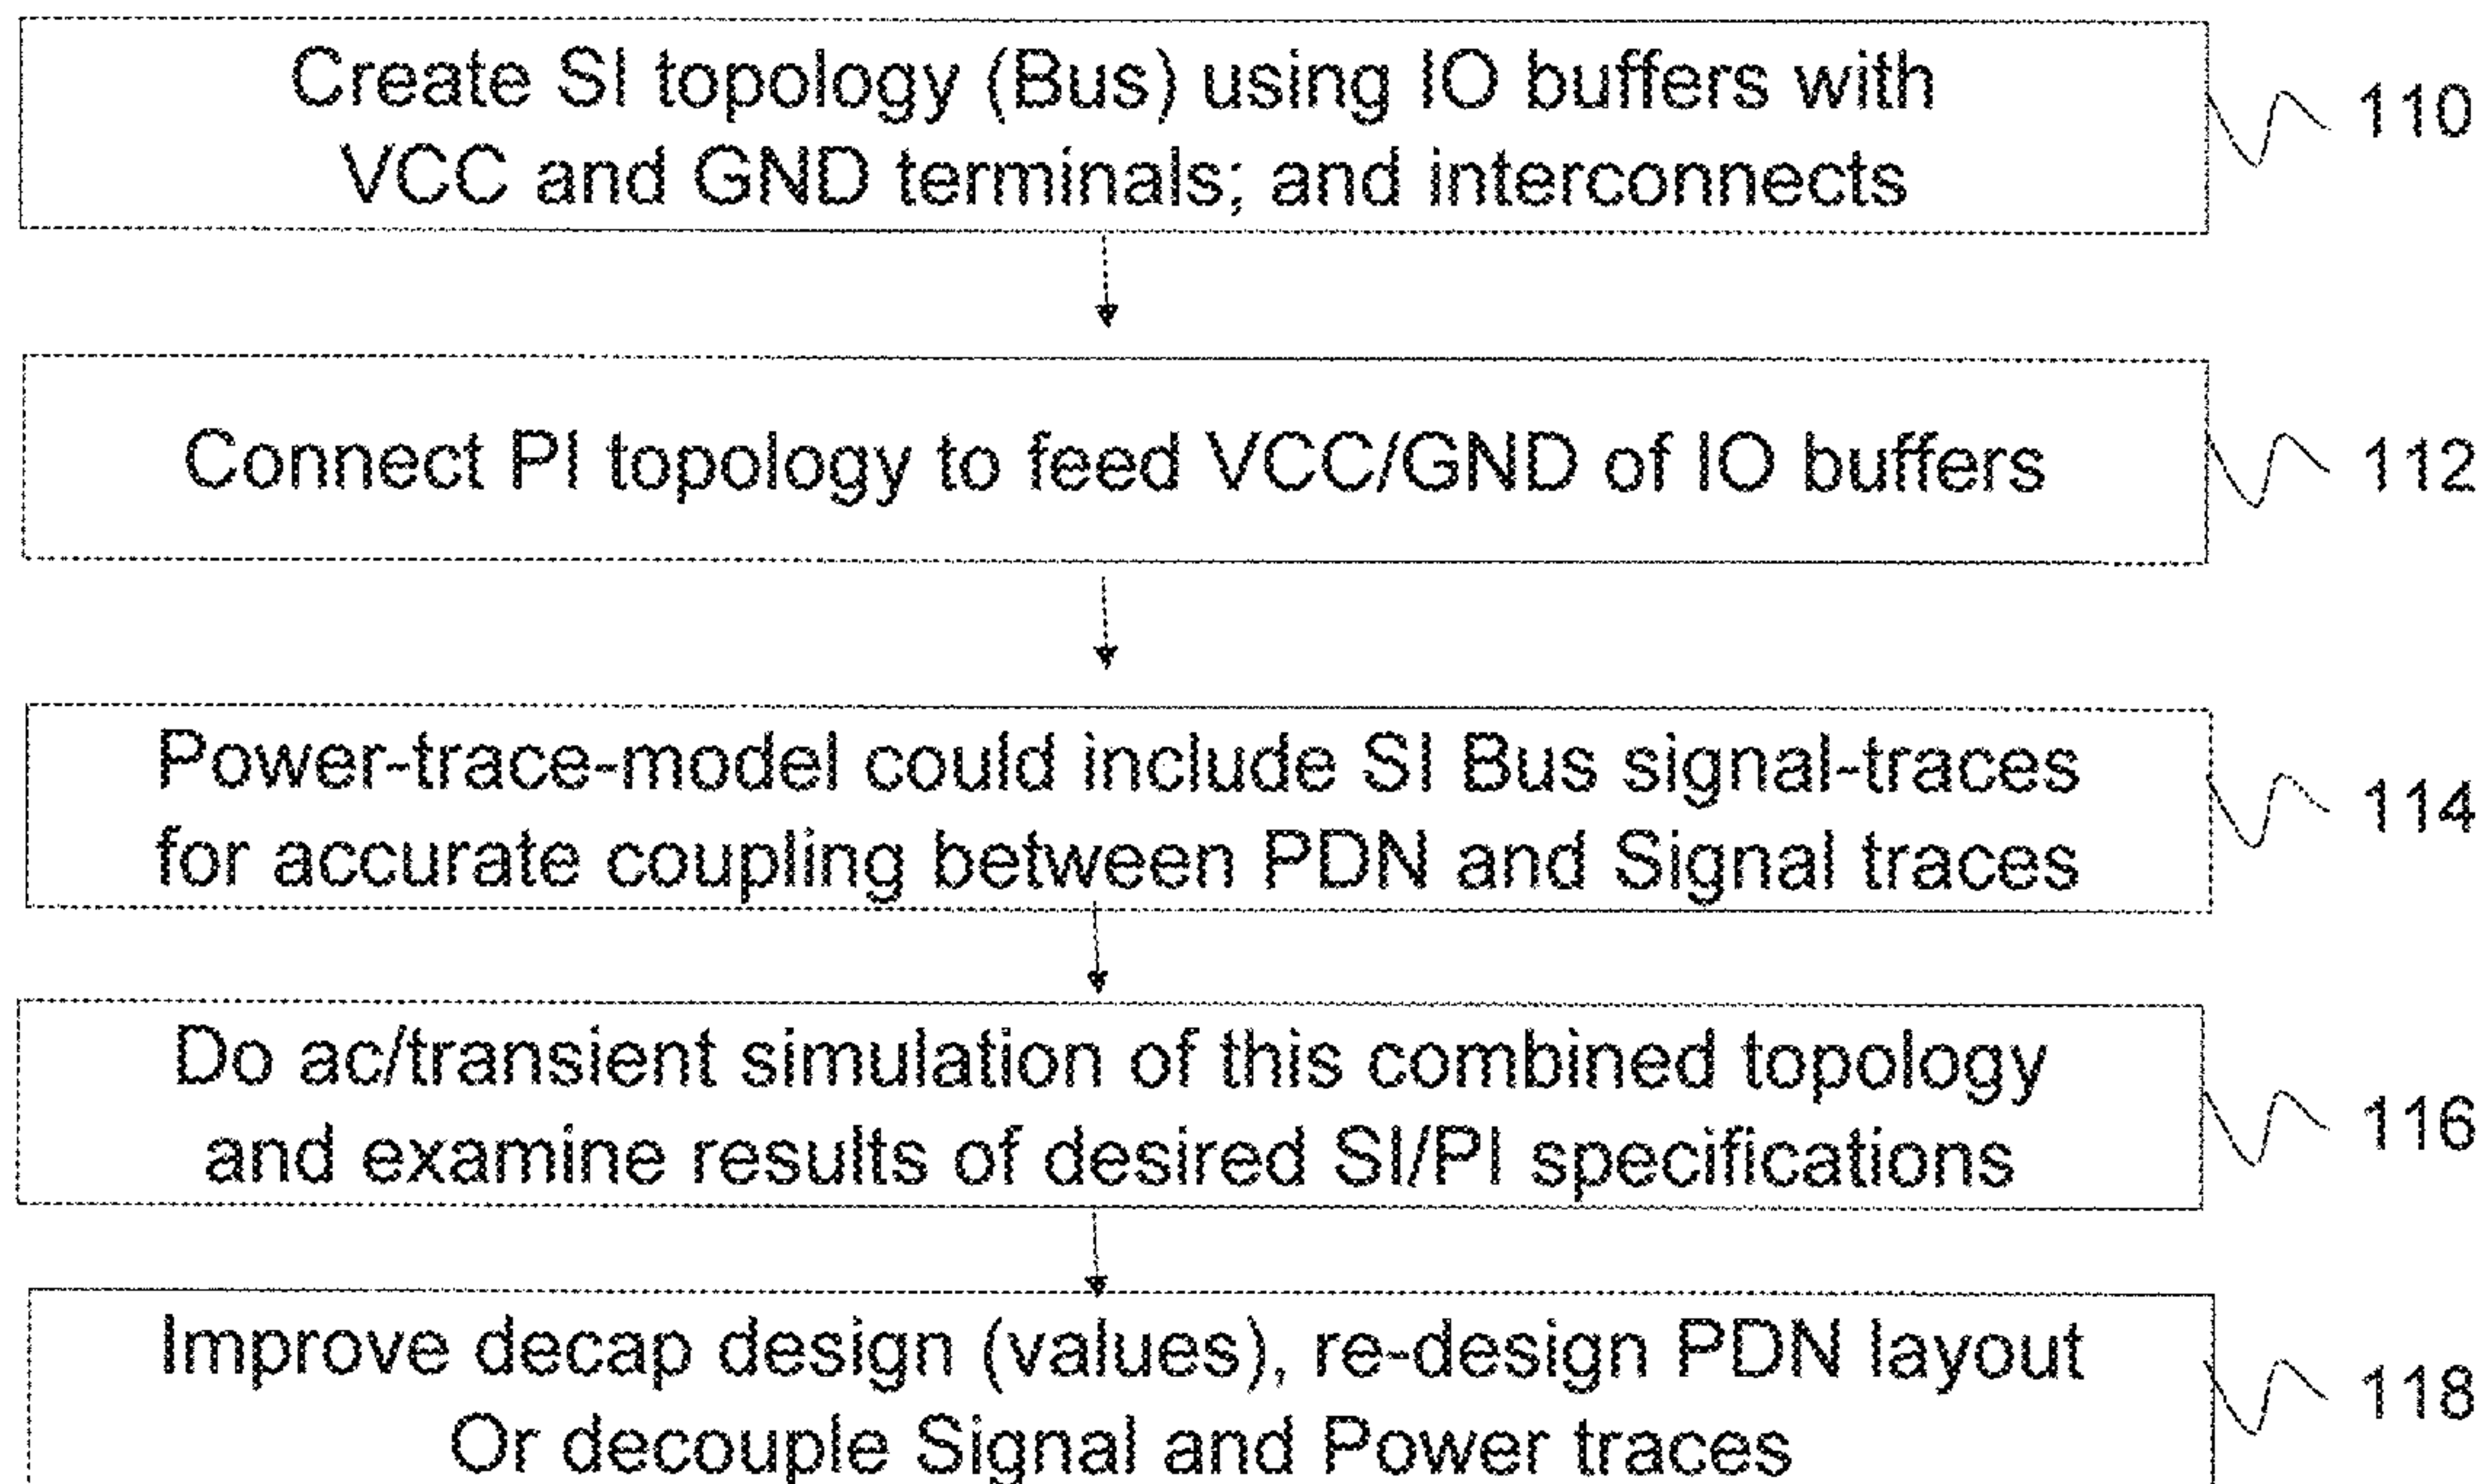 Create SI topology (Bus) using IO buffers with
VCC and GND terminals; and interconnects
110
Connect PI topology to feed VCC/GND of IO buffers
112
Power-trace-model could include SI Bus signal-traces
for accurate coupling between PDN and Signal traces
114
Do ac/transient simulation of this combined topology
and examine results of desired SI/PI specifications
116
Improve decap design (values), re-design PDN layout
Or decouple Signal and Power traces
118